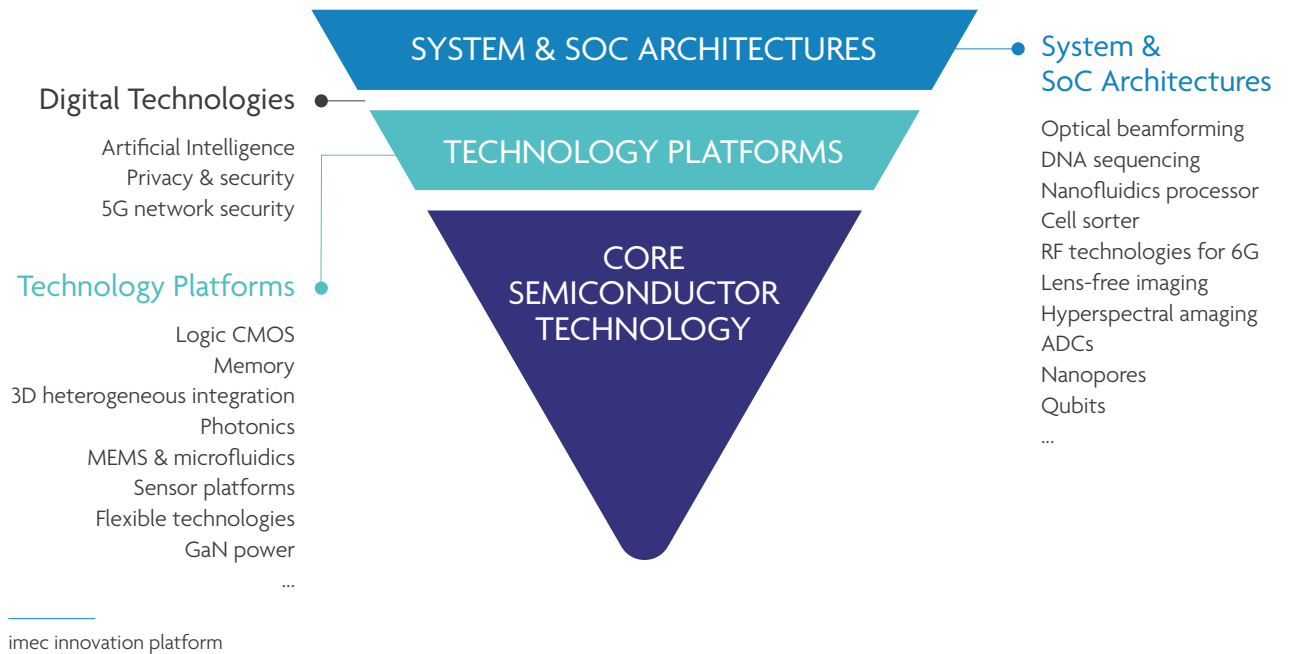 SYSTEM & SOC ARCHITECTURES
TECHNOLOGY PLATFORMS
CORE
SEMICONDUCTOR
TECHNOLOGY
Digital Technologies
Artificial Intelligence
Privacy & security
5G network security
Technology Platforms
Logic CMOS
Memory
3D heterogeneous integration
Photonics
MEMS & microfluidics
Sensor platforms
Flexible technologies
GaN power
...
System &
SoC Architectures
Optical beamforming
DNA sequencing
Nanofluidics processor
Cell sorter
RF technologies for 6G
Lens-free imaging
Hyperspectral amaging
ADCs
Nanopores
Qubits
...
imec innovation platform